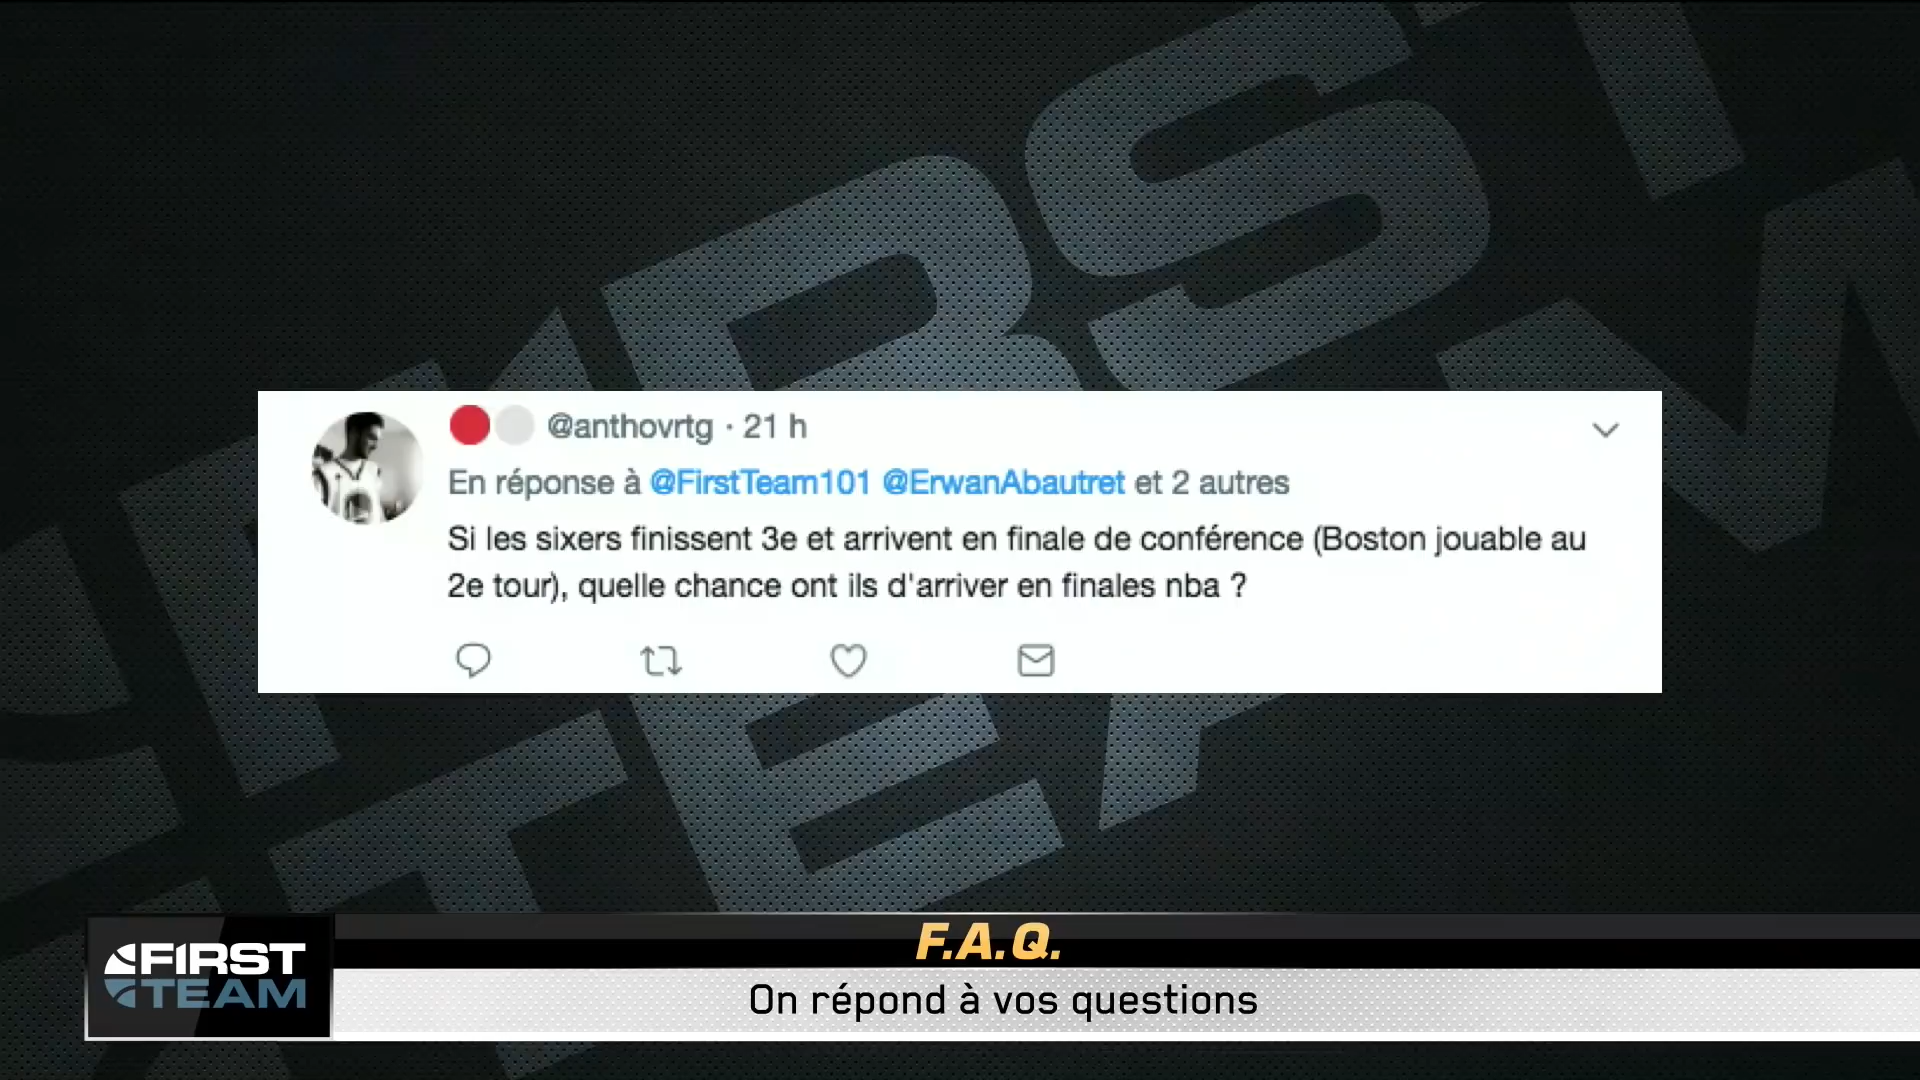 @anthovrtg · 21 h
En réponse à @FirstTeam101 @ErwanAbautret et 2 autres
Si les sixers finissent 3e et arrivent en finale de conférence (Boston jouable au
2e tour), quelle chance ont ils d'arriver en finales nba ?
F.A.Q.
FIRST
TEAM
On répond à vos questions